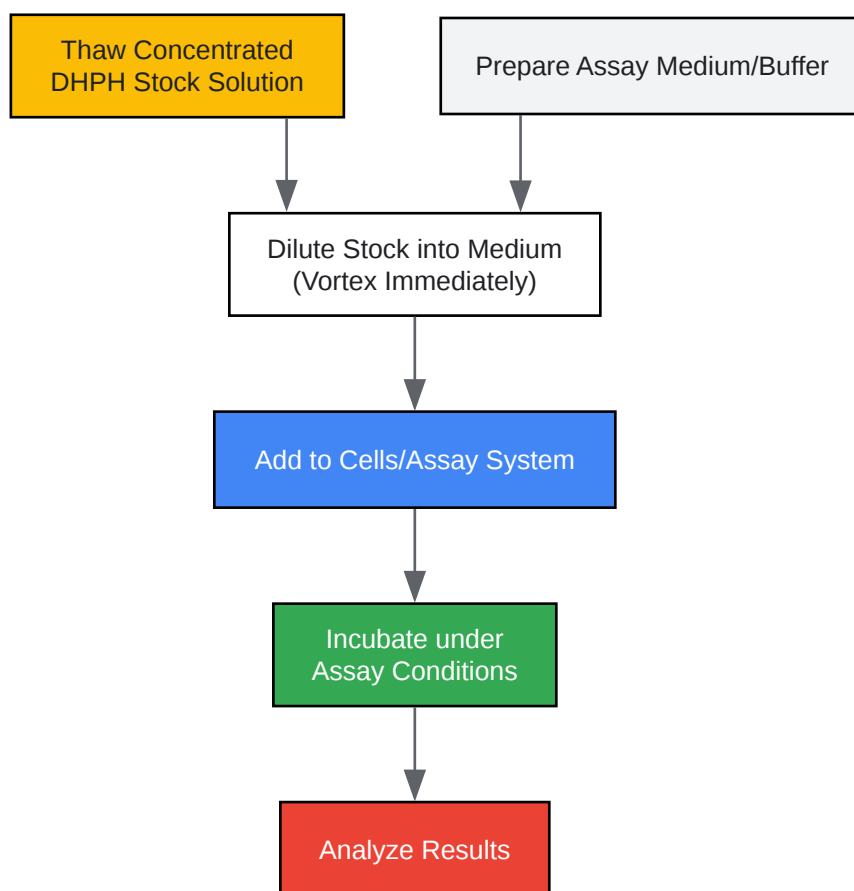 Thaw Concentrated
DHPH Stock Solution
Prepare Assay Medium/Buffer
Dilute Stock into Medium
(Vortex Immediately)
Add to Cells/Assay System
Incubate under
Assay Conditions
Analyze Results